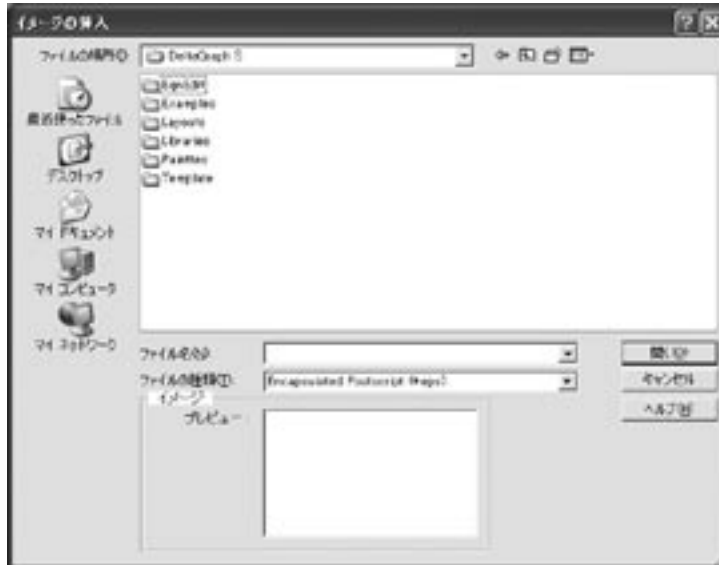 イメージの挿入
ファイルの場所(I):
DeltaGraph 5
Examples
Layouts
Libraries
Palettes
Template
最近使ったファイル
デスクトップ
マイ ドキュメント
マイ コンピュータ
マイ ネットワーク
ファイル名(N):
開く(O)
ファイルの種類(T):
Encapsulated Postscript (*.eps)
キャンセル
ヘルプ(H)
イメージ
プレビュー